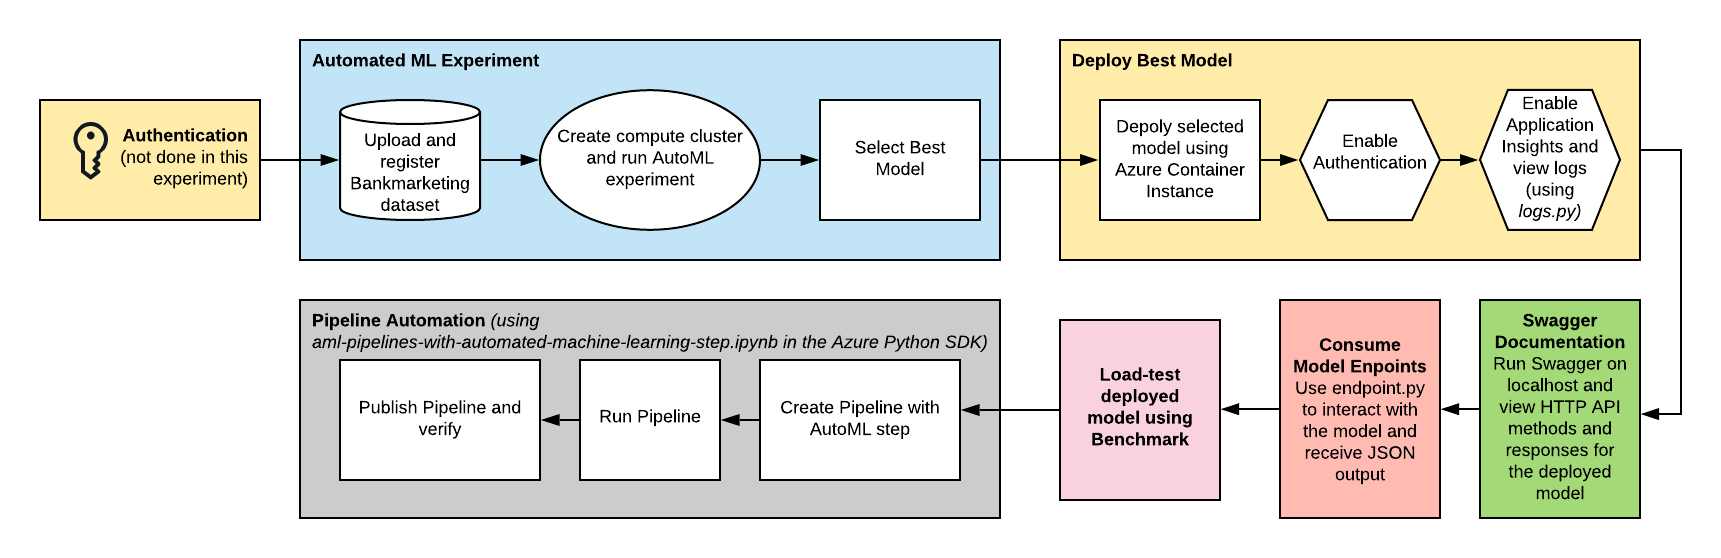 Authentication
(not done in this
experiment)
Automated ML Experiment
Upload and
register
Bankmarketing
dataset
Create compute cluster
and run AutoML
experiment
Select Best
Model
Deploy Best Model
Depoly selected
model using
Azure Container
Instance
Enable
Authentication
Enable
Application
Insights and
view logs
(using
logs.py)
Swagger
Documentation
Run Swagger on
localhost and
view HTTP API
methods and
responses for
the deployed
model
Consume
Model Enpoints
Use endpoint.py
to interact with
the model and
receive JSON
output
Load-test
deployed
model using
Benchmark
Pipeline Automation (using
aml-pipelines-with-automated-machine-learning-step.ipynb in the Azure Python SDK)
Create Pipeline with
AutoML step
Run Pipeline
Publish Pipeline and
verify